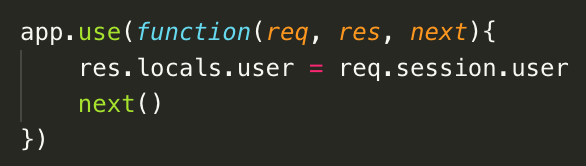 app.use(function(req, res, next){
    res.locals.user = req.session.user
    next()
})